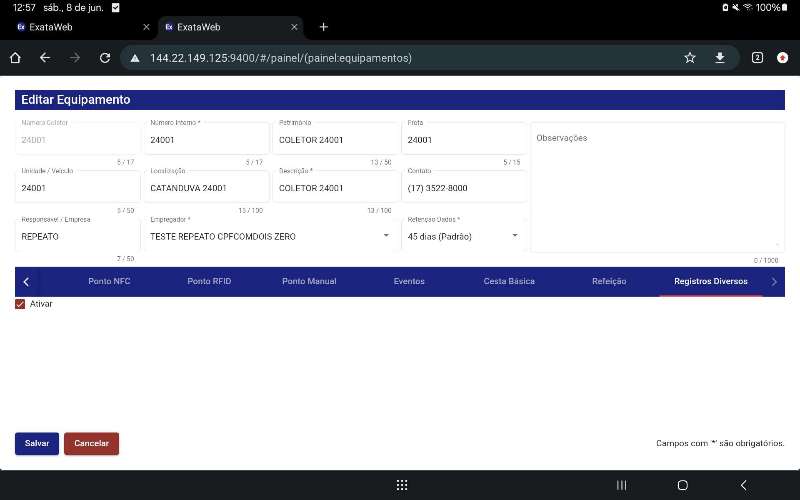 12:57 sáb., 8 de jun. 100%
Ex ExataWeb
Ex ExataWeb
144.22.149.125:9400/#/painel/(painel:equipamentos)
2
Editar Equipamento
Número Coletor
24001
5 / 17
Número Interno *
24001
5 / 17
Patrimônio
COLETOR 24001
13 / 50
Frota
24001
5 / 15
Observações
0 / 1000
Unidade / Veículo
24001
5 / 50
Localização
CATANDUVA 24001
15 / 100
Descrição *
COLETOR 24001
13 / 100
Contato
(17) 3522-8000
Responsável / Empresa
REPEATO
7 / 50
Empregador *
TESTE REPEATO CPFCOMDOIS ZERO
Retenção Dados *
45 dias (Padrão)
Ponto NFC
Ponto RFID
Ponto Manual
Eventos
Cesta Básica
Refeição
Registros Diversos
Ativar
Salvar
Cancelar
Campos com '*' são obrigatórios.